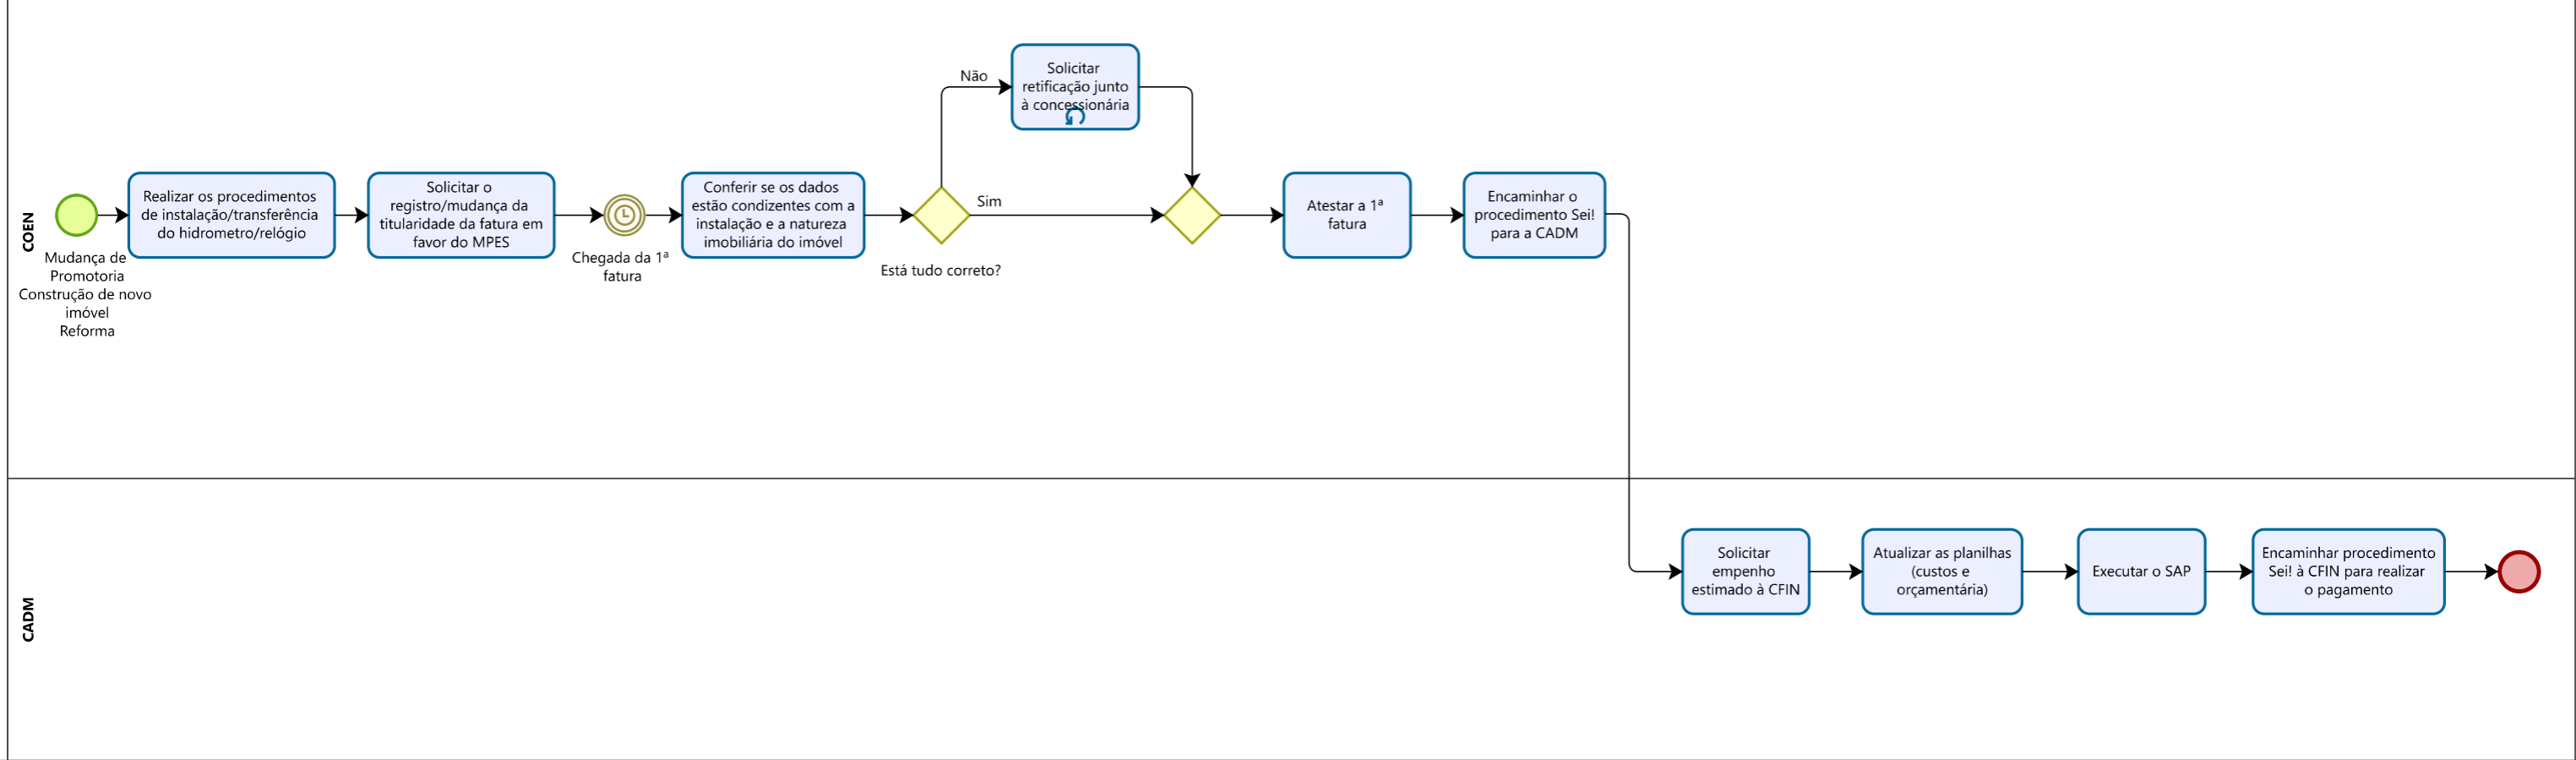 COEN
Mudança de
Promotoria
Construção de novo
imóvel
Reforma
Realizar os procedimentos
de instalação/transferência
do hidrometro/relógio
Solicitar o
registro/mudança da
titularidade da fatura em
favor do MPES
Chegada da 1ª
fatura
Conferir se os dados
estão condizentes com a
instalação e a natureza
imobiliária do imóvel
Está tudo correto?
Não
Solicitar
retificação junto
à concessionária
Sim
Atestar a 1ª
fatura
Encaminhar o
procedimento Sei!
para a CADM
CADM
Solicitar
empenho
estimado à CFIN
Atualizar as planilhas
(custos e
orçamentária)
Executar o SAP
Encaminhar procedimento
Sei! à CFIN para realizar
o pagamento